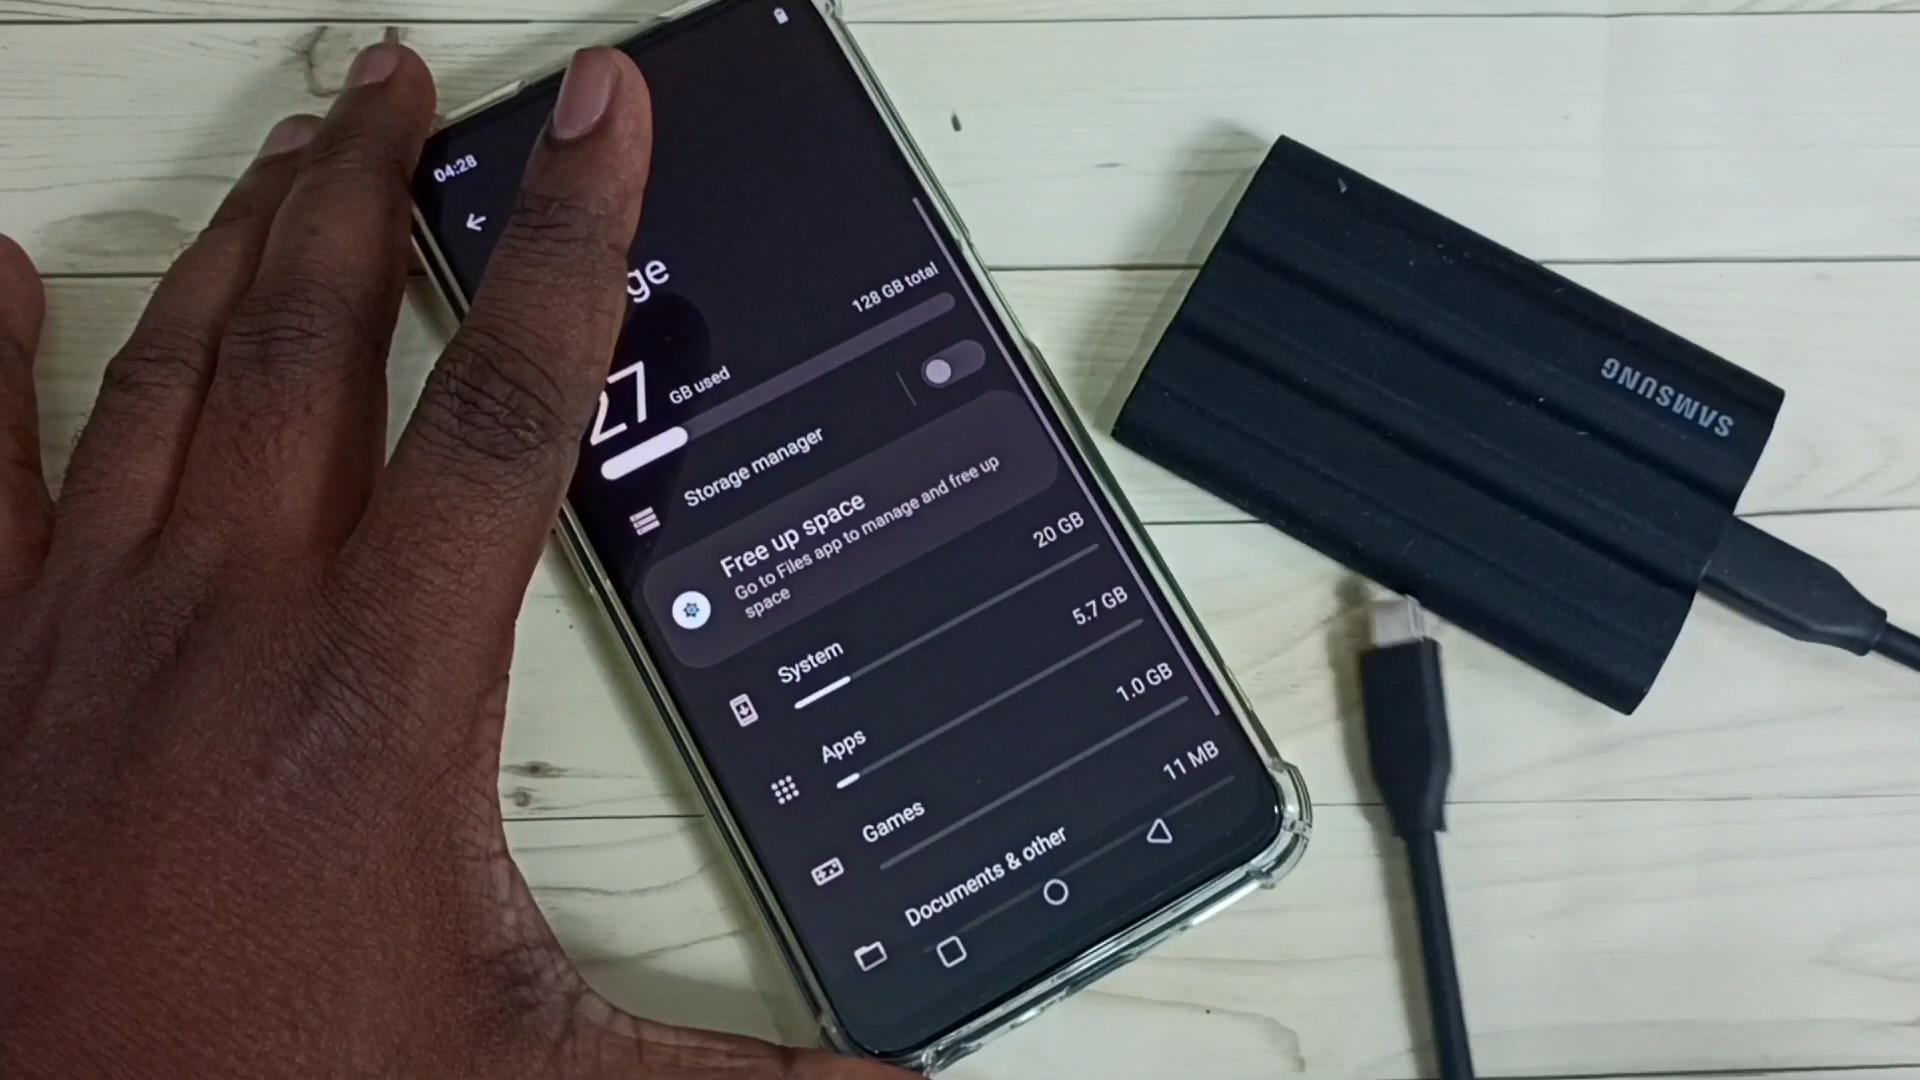 04:28
ge
27 GB used
128 GB total
Storage manager
Free up space
Go to Files app to manage and free up
space
System
20 GB
Apps
5.7 GB
Games
1.0 GB
Documents & other
11 MB
SAMSUNG